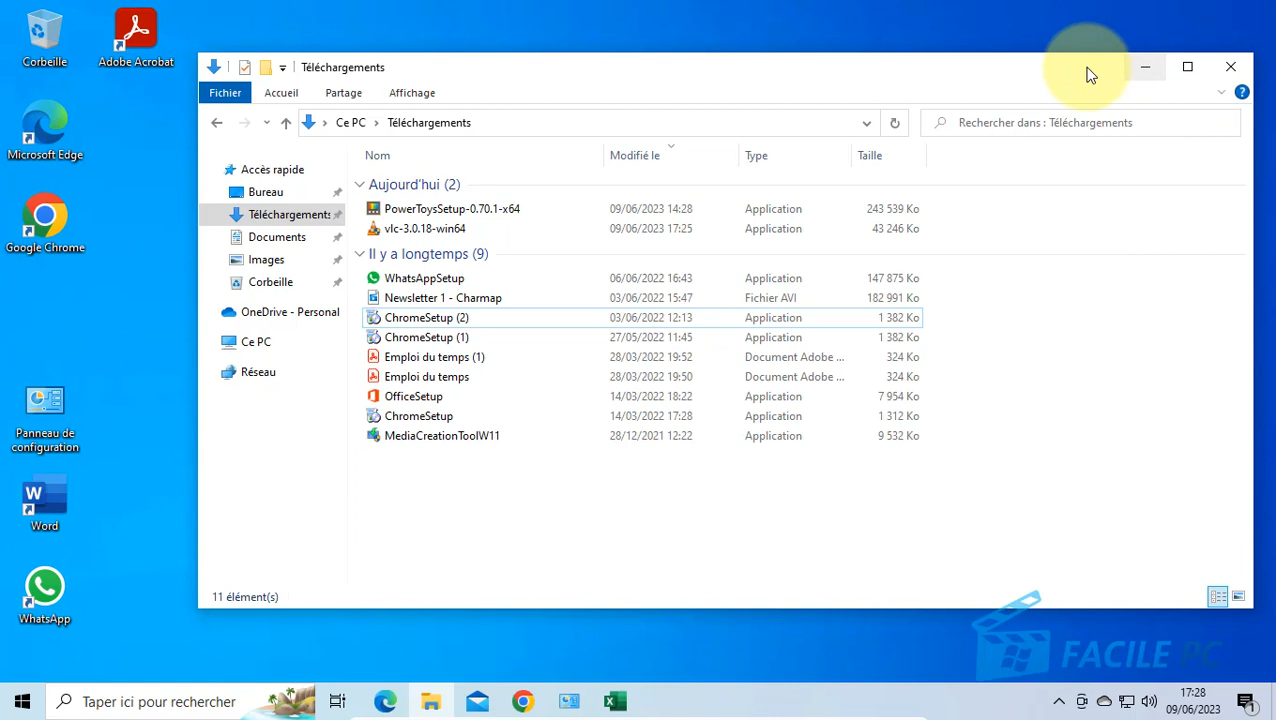 Corbeille
Adobe Acrobat
Microsoft Edge
Google Chrome
Panneau de
configuration
Word
WhatsApp
Téléchargements
Fichier Accueil Partage Affichage
Ce PC Téléchargements
Rechercher dans : Téléchargements
Accès rapide
Bureau
Téléchargements
Documents
Images
Corbeille
OneDrive - Personal
Ce PC
Réseau
Nom Modifié le Type Taille
Aujourd'hui (2)
PowerToysSetup-0.70.1-x64 09/06/2023 14:28 Application 243 539 Ko
vlc-3.0.18-win64 09/06/2023 17:25 Application 43 246 Ko
Il y a longtemps (9)
WhatsAppSetup 06/06/2022 16:43 Application 147 875 Ko
Newsletter 1 - Charmap 03/06/2022 15:47 Fichier AVI 182 991 Ko
ChromeSetup (2) 03/06/2022 12:13 Application 1 382 Ko
ChromeSetup (1) 27/05/2022 11:45 Application 1 382 Ko
Emploi du temps (1) 28/03/2022 19:52 Document Adobe ... 324 Ko
Emploi du temps 28/03/2022 19:50 Document Adobe ... 324 Ko
OfficeSetup 14/03/2022 18:22 Application 7 954 Ko
ChromeSetup 14/03/2022 17:28 Application 1 312 Ko
MediaCreationToolW11 28/12/2021 12:22 Application 9 532 Ko
11 élément(s)
FACILE PC
Taper ici pour rechercher
17:28
09/06/2023
1